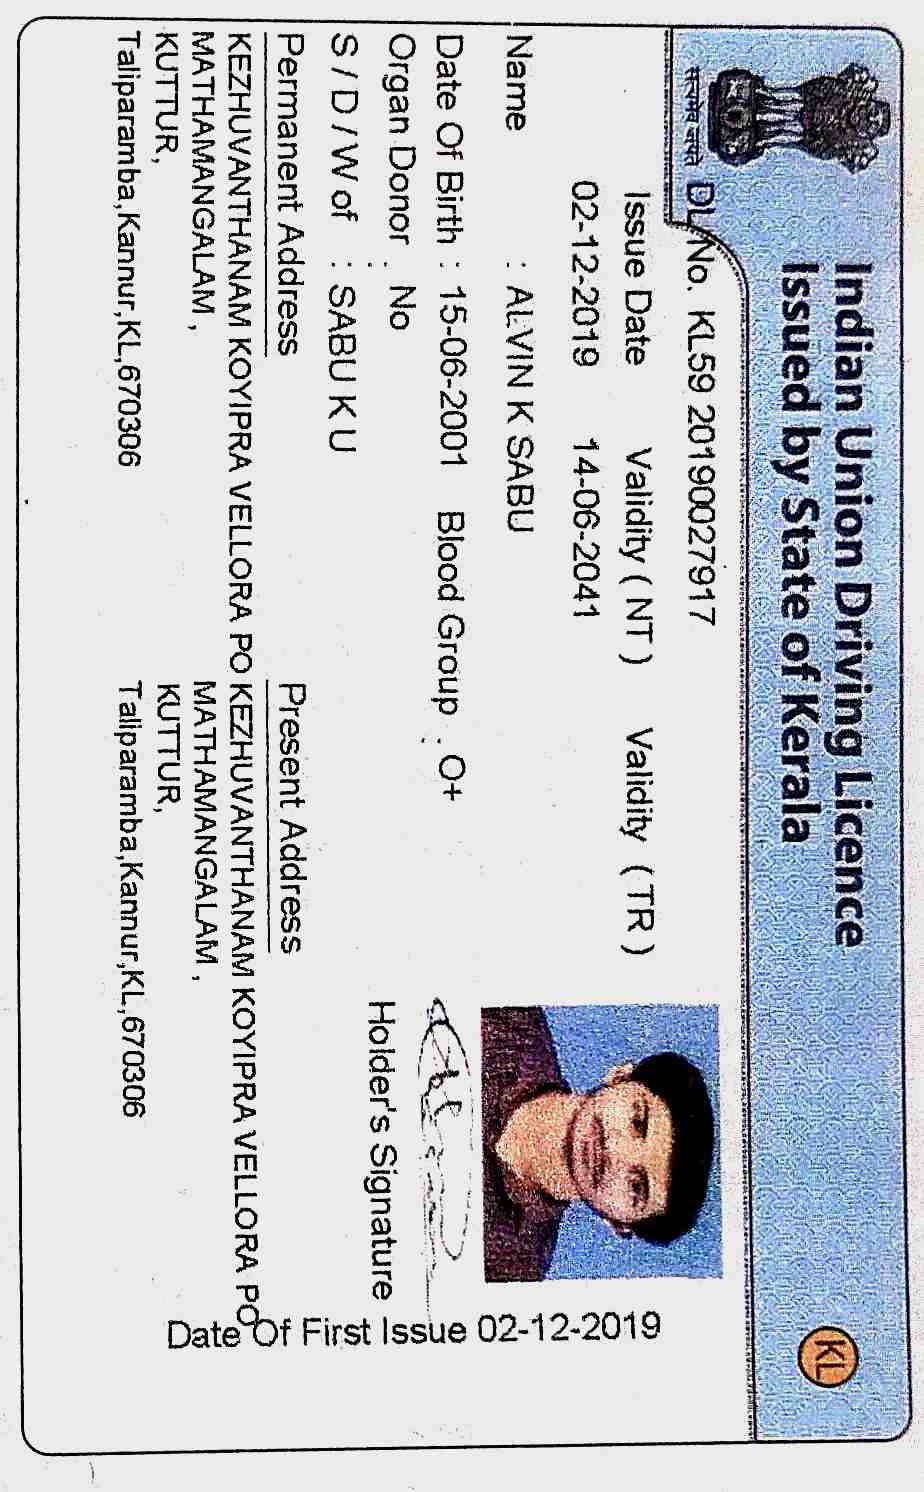 Indian Union Driving Licence
Issued by State of Kerala
सत्यमेव जयते
KL
DL No. KL59 20190027917
Issue Date Validity ( NT ) Validity ( TR )
02-12-2019 14-06-2041
Name : ALVIN K SABU
Date Of Birth : 15-06-2001 Blood Group : O+
Organ Donor : No
S / D / W of : SABU K U
Holder's Signature
Permanent Address
KEZHUVANTHANAM KOYIPRA VELLORA PO
MATHAMANGALAM ,
KUTTUR,
Taliparamba,Kannur,KL,670306
Present Address
KEZHUVANTHANAM KOYIPRA VELLORA PO
MATHAMANGALAM ,
KUTTUR,
Taliparamba,Kannur,KL,670306
Date Of First Issue 02-12-2019